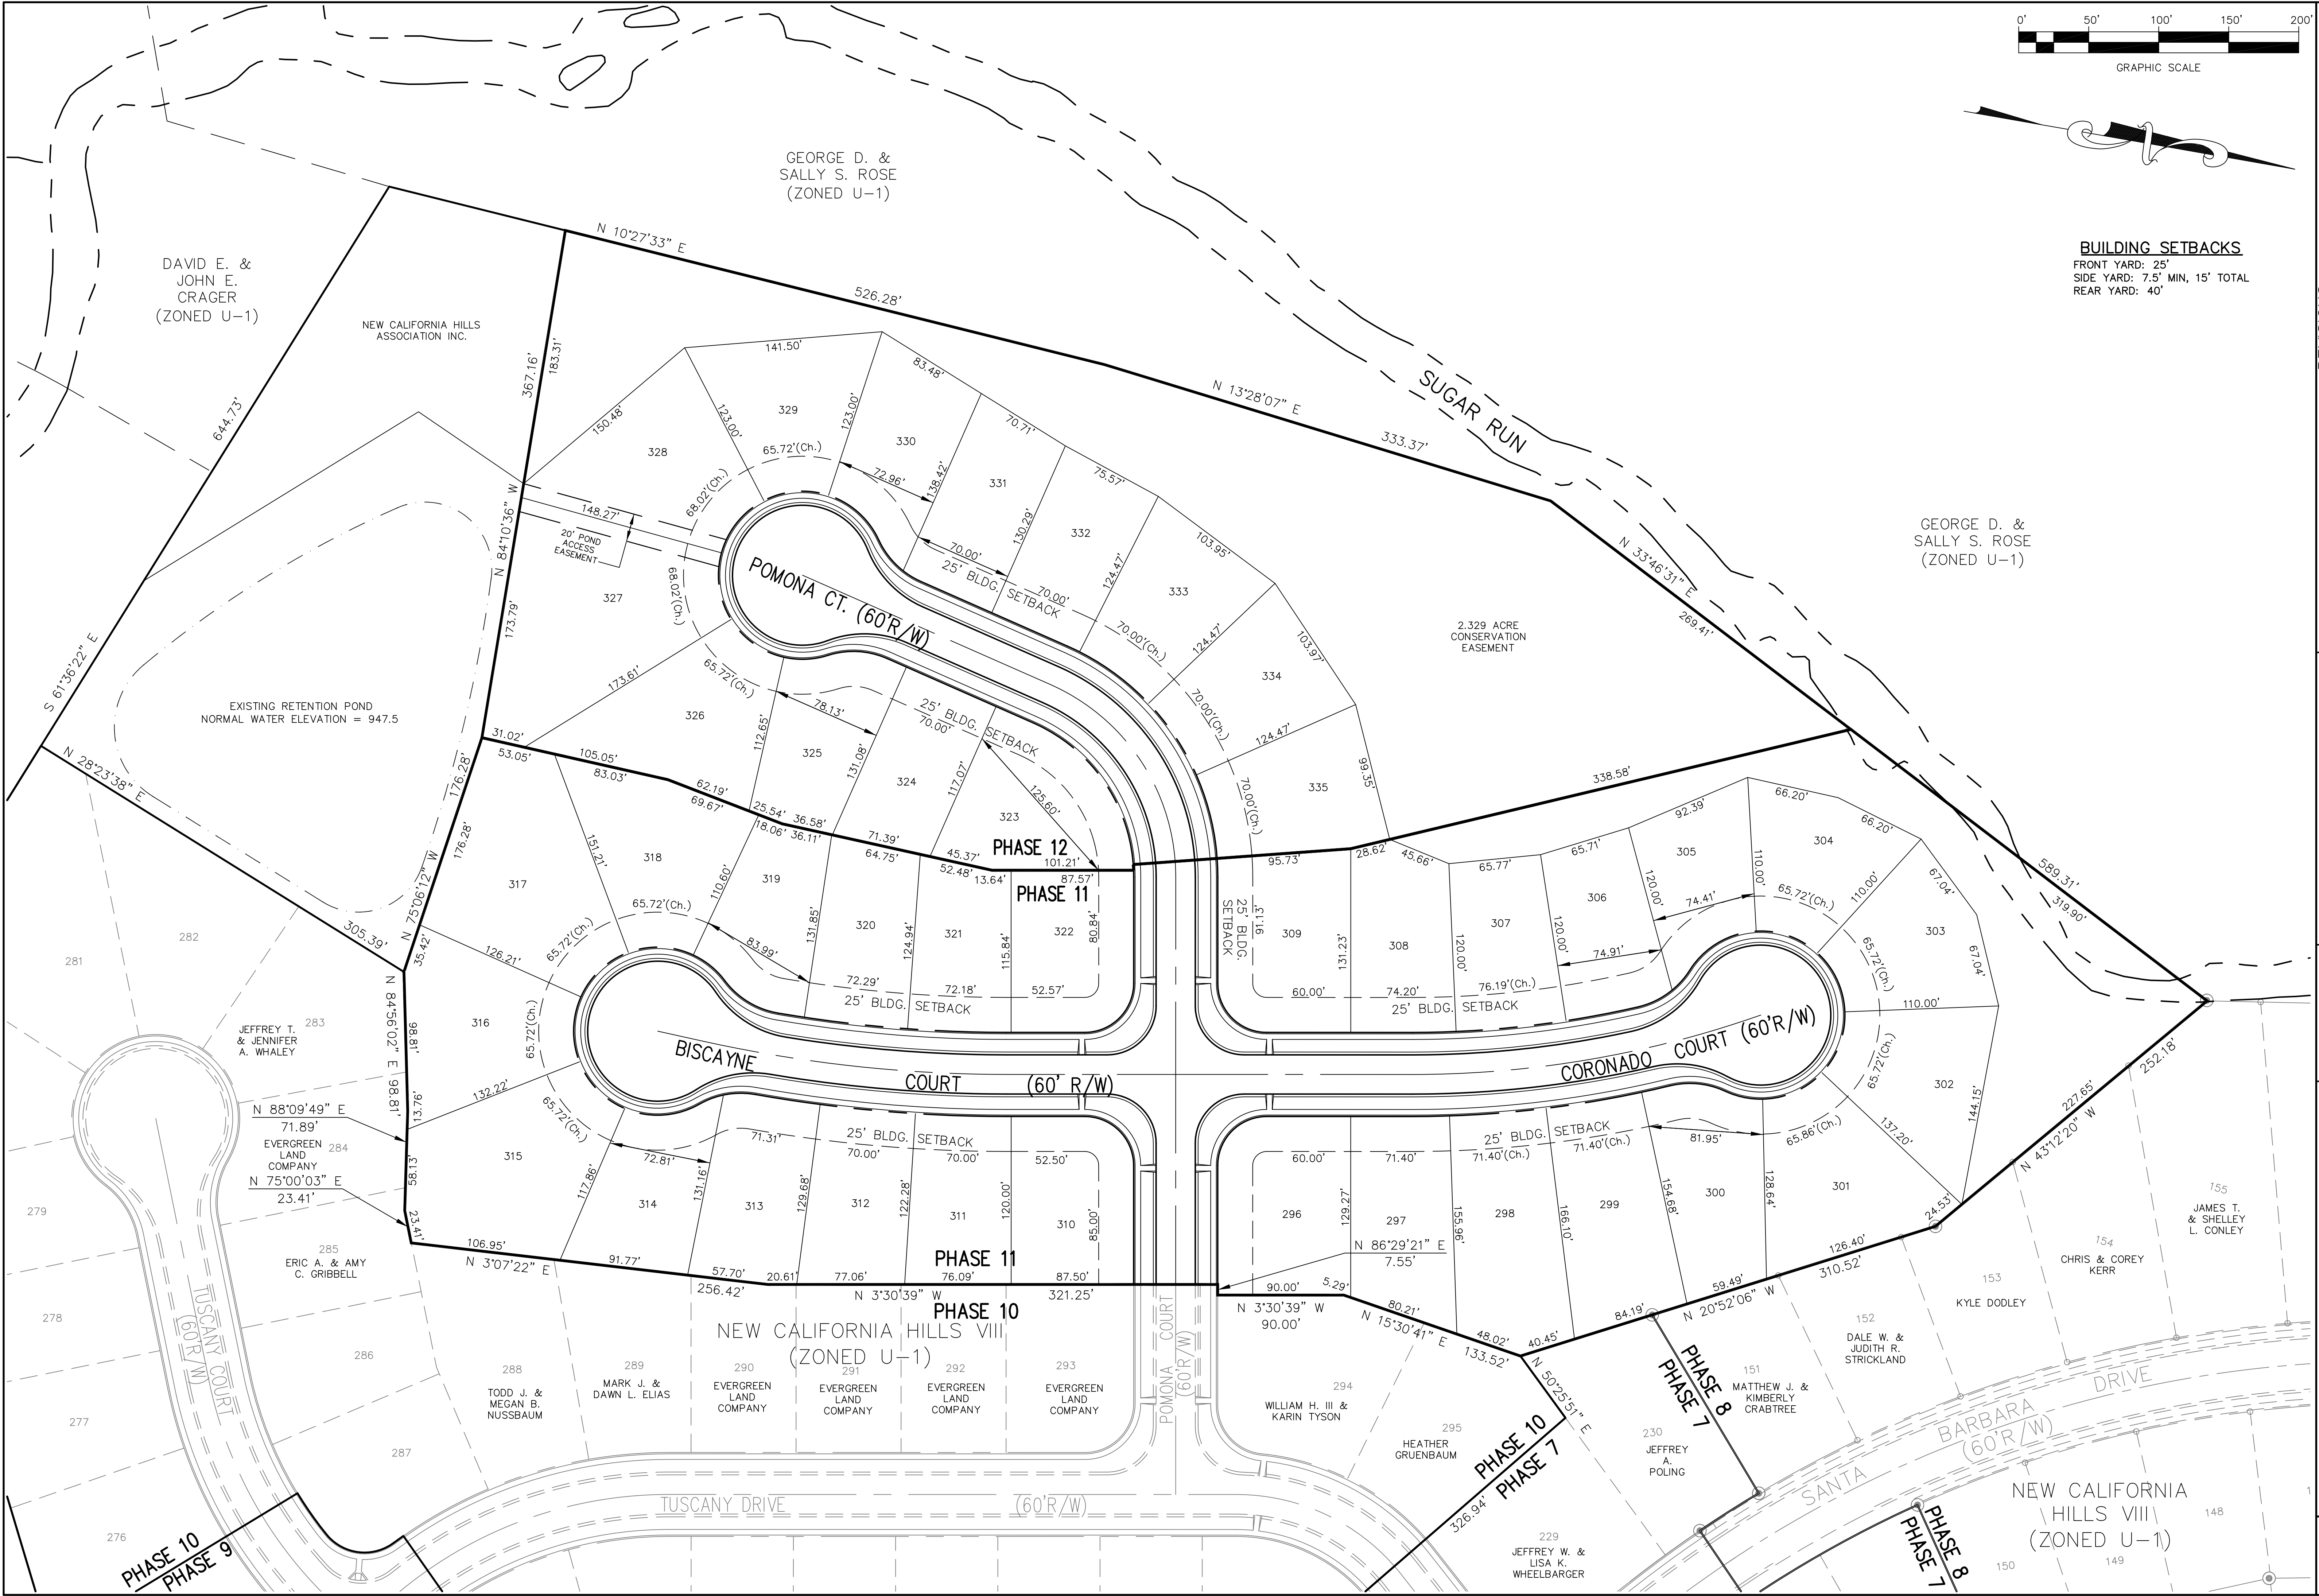 0' 50' 100' 150' 200'
GRAPHIC SCALE
BUILDING SETBACKS
FRONT YARD: 25'
SIDE YARD: 7.5' MIN, 15' TOTAL
REAR YARD: 40'
GEORGE D. &
SALLY S. ROSE
(ZONED U-1)
DAVID E. &
JOHN E.
CRAGER
(ZONED U-1)
NEW CALIFORNIA HILLS
ASSOCIATION INC.
N 10°27'33" E
526.28'
N 13°28'07" E
333.37'
SUGAR RUN
N 33°46'31" E
269.41'
GEORGE D. &
SALLY S. ROSE
(ZONED U-1)
2.329 ACRE
CONSERVATION
EASEMENT
644.73'
S 61°36'22" E
367.16'
183.31'
N 84°10'36" W
173.79'
148.27'
20' POND
ACCESS
EASEMENT
EXISTING RETENTION POND
NORMAL WATER ELEVATION = 947.5
N 28°23'38" E
305.39'
176.28'
176.28'
N 75°06'12" W
35.42'
150.48'
328
123.00'
141.50'
329
123.00'
83.48'
330
138.42'
70.71'
331
130.29'
75.57'
332
124.47'
103.95'
333
124.47'
103.97'
334
124.47'
99.35'
335
68.02'(Ch.)
65.72'(Ch.)
72.96'
70.00'
25' BLDG. SETBACK
70.00'
70.00'(Ch.)
70.00'(Ch.)
70.00'(Ch.)
POMONA CT. (60'R/W)
327
68.02'(Ch.)
173.61'
65.72'(Ch.)
326
112.65'
78.13'
325
131.08'
25' BLDG. SETBACK
70.00'
324
117.07'
125.60'
323
31.02'
53.05'
105.05'
83.03'
62.19'
69.67'
25.54'
18.06'
36.58'
36.11'
71.39'
64.75'
45.37'
52.48'
13.64'
101.21'
87.57'
PHASE 12
PHASE 11
95.73'
28.62'
338.58'
589.31'
319.90'
317
151.21'
318
110.60'
319
131.85'
320
124.94'
321
115.84'
322
80.84'
126.21'
65.72'(Ch.)
65.72'(Ch.)
83.99'
72.29'
72.18'
52.57'
25' BLDG. SETBACK
25' BLDG.
SETBACK
91.13'
309
131.23'
308
45.66'
120.00'
65.77'
307
120.00'
65.71'
306
120.00'
92.39'
305
110.00'
66.20'
304
66.20'
110.00'
67.04'
303
67.04'
110.00'
60.00'
74.20'
76.19'(Ch.)
25' BLDG. SETBACK
74.91'
74.41'
65.72'(Ch.)
65.72'(Ch.)
65.72'(Ch.)
302
144.15'
137.20'
281
282
283
JEFFREY T.
& JENNIFER
A. WHALEY
N 84°56'02" E 98.81'
98.81'
13.76'
316
65.72'(Ch.)
132.22'
65.72'(Ch.)
BISCAYNE
COURT (60' R/W)
CORONADO COURT (60'R/W)
N 88°09'49" E
71.89'
EVERGREEN
LAND
COMPANY
284
N 75°00'03" E
23.41'
58.13'
23.41'
315
117.86'
72.81'
314
131.16'
71.31'
313
129.68'
25' BLDG. SETBACK
70.00'
70.00'
52.50'
312
122.28'
311
120.00'
310
85.00'
106.95'
N 3°07'22" E
91.77'
57.70'
256.42'
20.61'
77.06'
76.09'
87.50'
N 3°30'39" W
321.25'
PHASE 11
PHASE 10
60.00'
71.40'
25' BLDG. SETBACK
71.40'(Ch.)
71.40'(Ch.)
81.95'
65.86'(Ch.)
296
129.27'
297
155.96'
298
166.10'
299
154.68'
300
128.64'
301
24.53'
N 86°29'21" E
7.55'
90.00'
5.29'
N 3°30'39" W
90.00'
80.21'
N 15°30'41" E
48.02'
133.52'
40.45'
84.19'
59.49'
N 20°52'06" W
126.40'
310.52'
227.65'
252.18'
N 43°12'20" W
155
JAMES T.
& SHELLEY
L. CONLEY
154
CHRIS & COREY
KERR
153
KYLE DODLEY
152
DALE W. &
JUDITH R.
STRICKLAND
151
MATTHEW J. &
KIMBERLY
CRABTREE
PHASE 8
PHASE 7
279
285
ERIC A. & AMY
C. GRIBBELL
278
286
277
287
276
TUSCANY COURT
(60'R/W)
NEW CALIFORNIA HILLS VIII
(ZONED U-1)
288
TODD J. &
MEGAN B.
NUSSBAUM
289
MARK J. &
DAWN L. ELIAS
290
EVERGREEN
LAND
COMPANY
291
EVERGREEN
LAND
COMPANY
292
EVERGREEN
LAND
COMPANY
293
EVERGREEN
LAND
COMPANY
POMONA COURT
(60'R/W)
294
WILLIAM H. III &
KARIN TYSON
295
HEATHER
GRUENBAUM
N 50°25'51" E
PHASE 10
PHASE 7
326.94'
230
JEFFREY
A.
POLING
229
JEFFREY W. &
LISA K.
WHEELBARGER
TUSCANY DRIVE (60'R/W)
PHASE 10
PHASE 9
SANTA BARBARA DRIVE
(60'R/W)
NEW CALIFORNIA
HILLS VIII
(ZONED U-1)
PHASE 8
PHASE 7
150
149
148